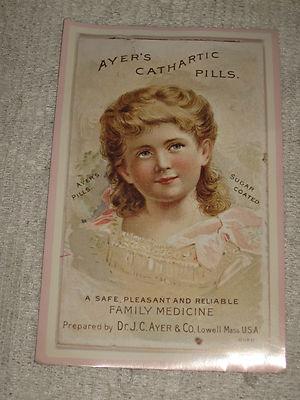 AYER'S
CATHARTIC
PILLS.
AYER'S
PILLS.
SUGAR
COATED
A SAFE, PLEASANT AND RELIABLE
FAMILY MEDICINE
Prepared by Dr. J. C. AYER & Co. Lowell Mass. U.S.A